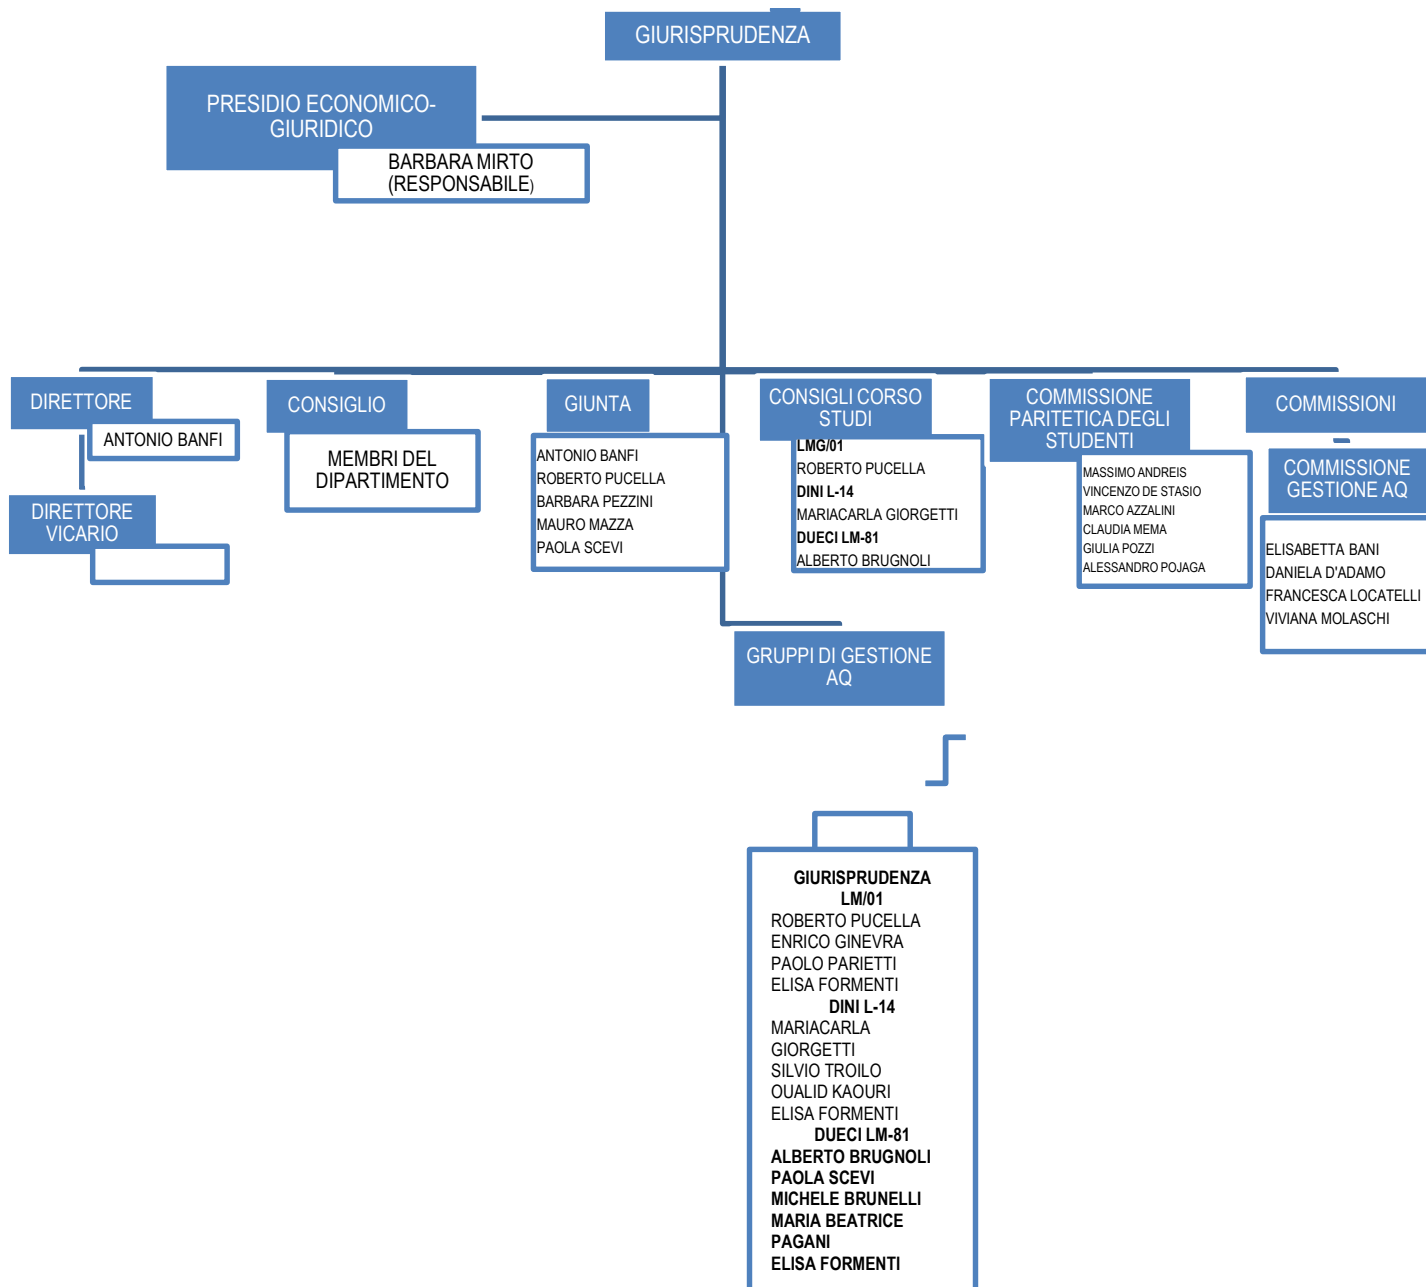 GIURISPRUDENZA
PRESIDIO ECONOMICO-
GIURIDICO
BARBARA MIRTO
(RESPONSABILE)
DIRETTORE
ANTONIO BANFI
DIRETTORE
VICARIO
CONSIGLIO
MEMBRI DEL
DIPARTIMENTO
GIUNTA
ANTONIO BANFI
ROBERTO PUCELLA
BARBARA PEZZINI
MAURO MAZZA
PAOLA SCEVI
CONSIGLI CORSO
STUDI
LMG/01
ROBERTO PUCELLA
DINI L-14
MARIACARLA GIORGETTI
DUECI LM-81
ALBERTO BRUGNOLI
COMMISSIONE
PARITETICA DEGLI
STUDENTI
MASSIMO ANDREIS
VINCENZO DE STASIO
MARCO AZZALINI
CLAUDIA MEMA
GIULIA POZZI
ALESSANDRO POJAGA
COMMISSIONI
COMMISSIONE
GESTIONE AQ
ELISABETTA BANI
DANIELA D'ADAMO
FRANCESCA LOCATELLI
VIVIANA MOLASCHI
GRUPPI DI GESTIONE
AQ
GIURISPRUDENZA
LM/01
ROBERTO PUCELLA
ENRICO GINEVRA
PAOLO PARIETTI
ELISA FORMENTI
DINI L-14
MARIACARLA
GIORGETTI
SILVIO TROILO
OUALID KAOURI
ELISA FORMENTI
DUECI LM-81
ALBERTO BRUGNOLI
PAOLA SCEVI
MICHELE BRUNELLI
MARIA BEATRICE
PAGANI
ELISA FORMENTI